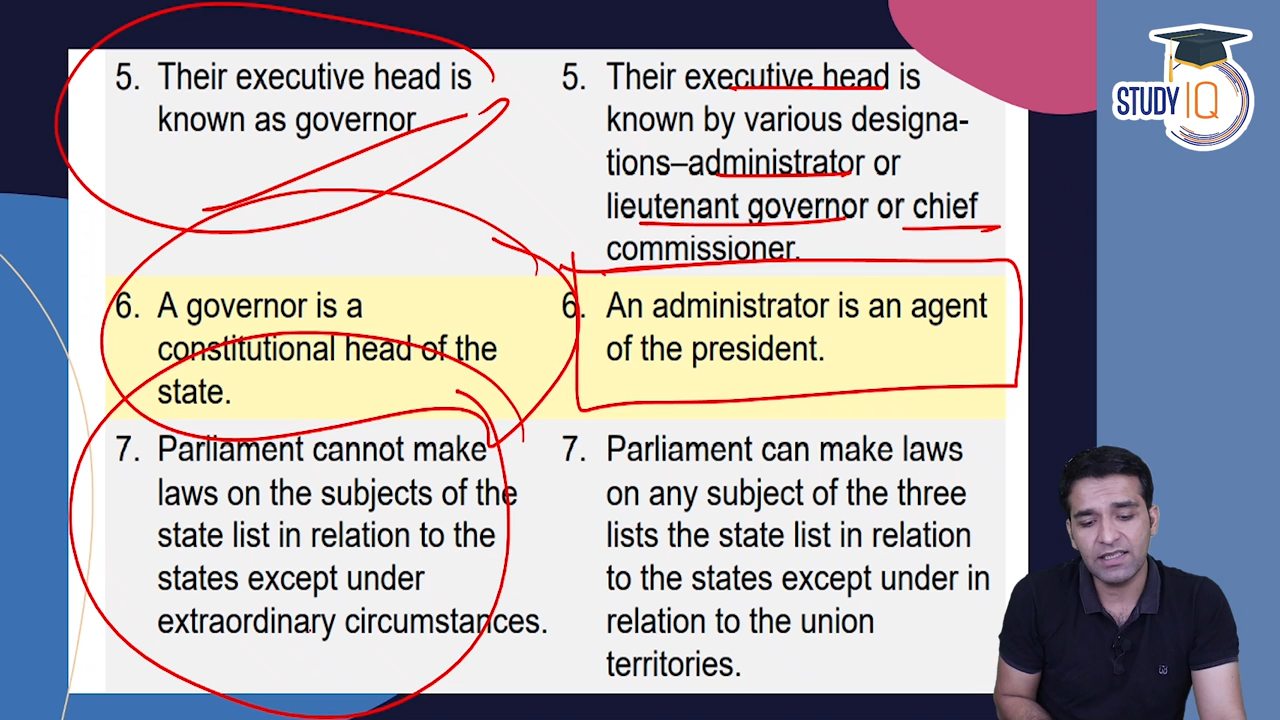 5. Their executive head is
known as governor.
5. Their executive head is
known by various designa-
tions–administrator or
lieutenant governor or chief
commissioner.
6. A governor is a
constitutional head of the
state.
6. An administrator is an agent
of the president.
7. Parliament cannot make
laws on the subjects of the
state list in relation to the
states except under
extraordinary circumstances.
7. Parliament can make laws
on any subject of the three
lists the state list in relation
to the states except under in
relation to the union
territories.
STUDY IQ